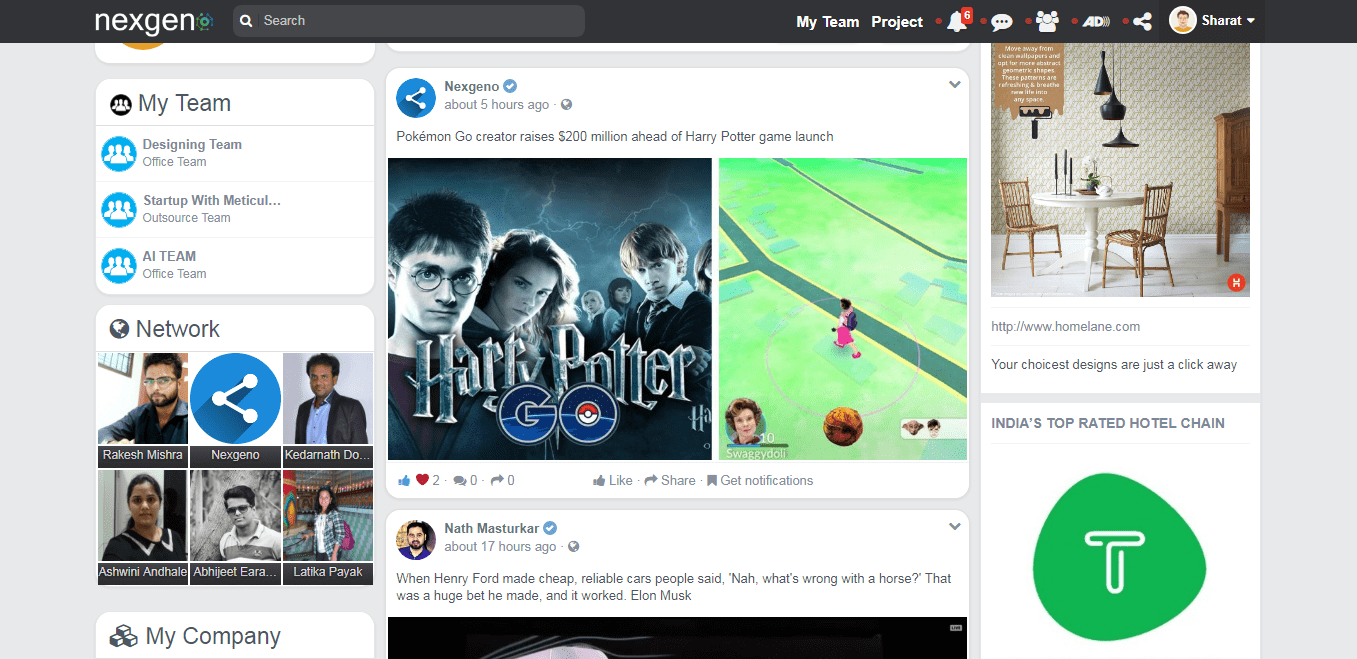 nexgeno
Search
My Team
Project
6
AD
Sharat
My Team
Designing Team
Office Team
Startup With Meticul...
Outsource Team
AI TEAM
Office Team
Network
Rakesh Mishra
Nexgeno
Kedarnath Do...
Ashwini Andhale
Abhijeet Eara...
Latika Payak
My Company
Nexgeno
about 5 hours ago ·
Pokémon Go creator raises $200 million ahead of Harry Potter game launch
Harry Potter
GO
10
Swaggydoli
2 · 0 · 0
Like · Share · Get notifications
Nath Masturkar
about 17 hours ago ·
When Henry Ford made cheap, reliable cars people said, 'Nah, what's wrong with a horse?' That
was a huge bet he made, and it worked. Elon Musk
LIVE
Move away from
clean wallpapers and
opt for more abstract
geometric shapes.
These patterns are
refreshing & breathe
new life into
any space.
H
http://www.homelane.com
Your choicest designs are just a click away
INDIA'S TOP RATED HOTEL CHAIN
T